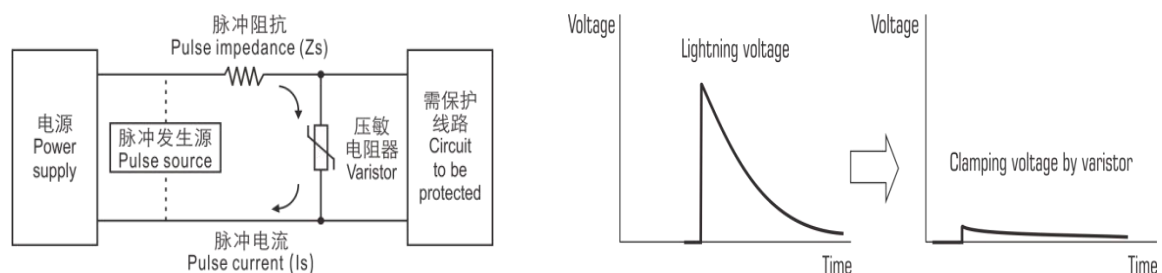 脉冲阻抗
Pulse impedance (Zs)
电源
Power
supply
脉冲发生源
Pulse source
压敏
电阻器
Varistor
需保护
线路
Circuit
to be
protected
脉冲电流
Pulse current (Is)
Voltage
Lightning voltage
Time
Voltage
Clamping voltage by varistor
Time